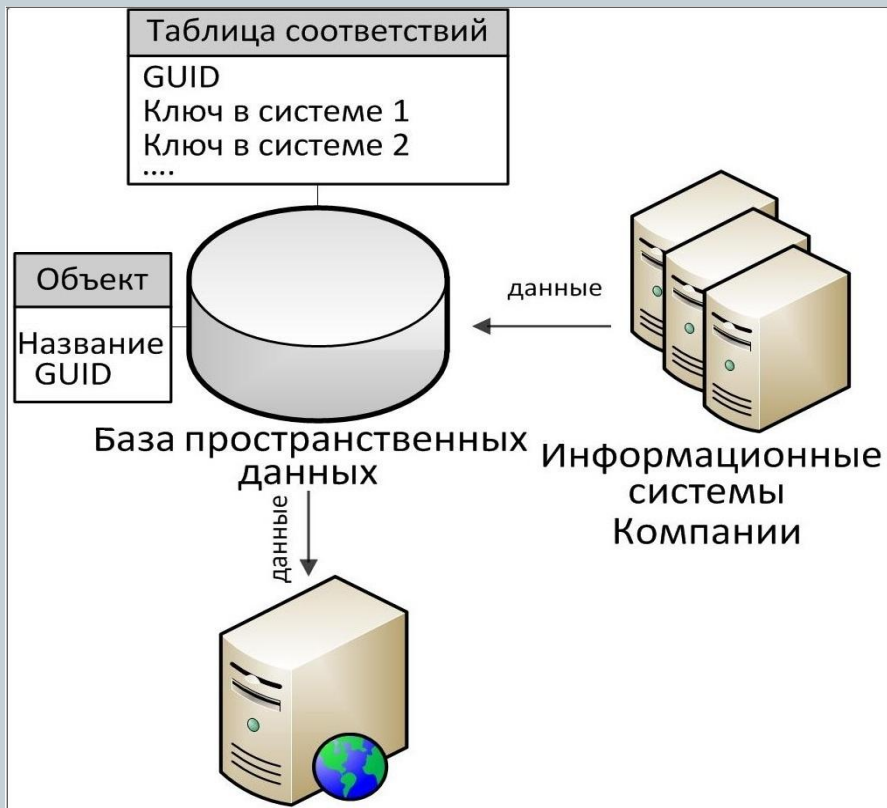 Таблица соответствий
GUID
Ключ в системе 1
Ключ в системе 2
....
Объект
Название
GUID
данные
База пространственных
данных
Информационные
системы
Компании
данные